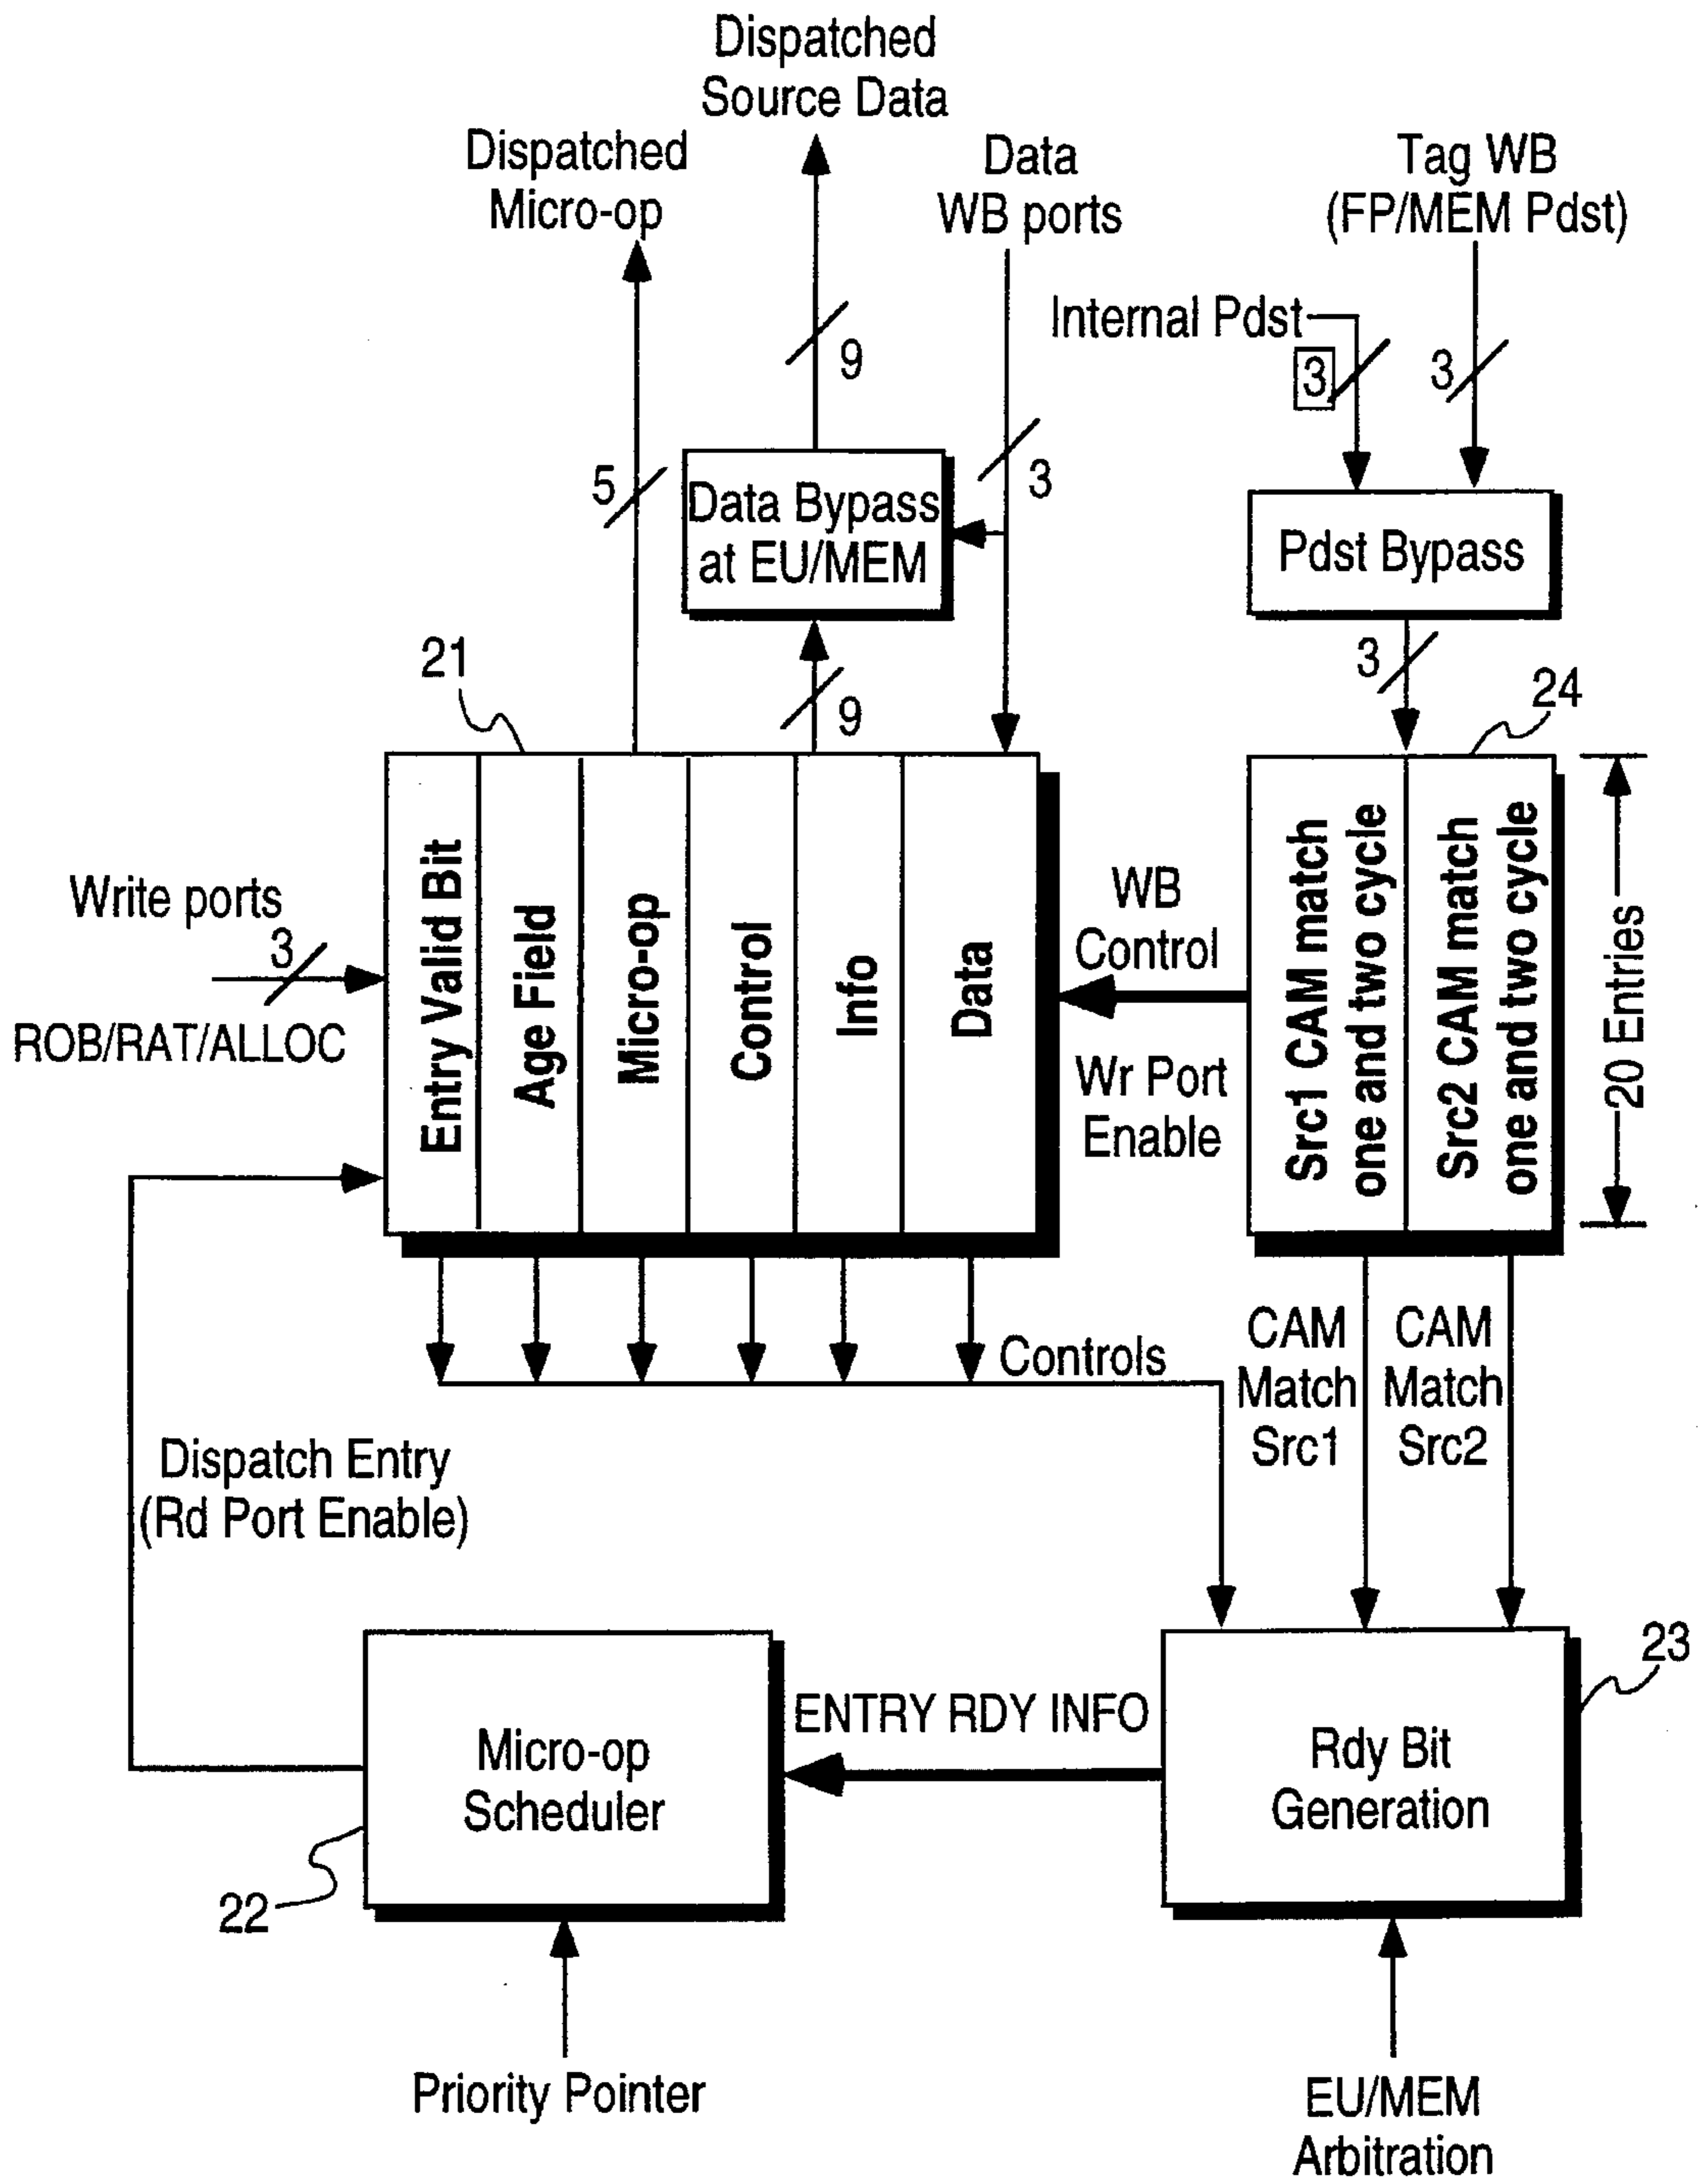 Dispatched
Source Data
Dispatched
Micro-op
Data
WB ports
Tag WB
(FP/MEM Pdst)
Internal Pdst
3
3
9
5
3
Data Bypass
at EU/MEM
Pdst Bypass
21
9
3
24
Entry Valid Bit
Age Field
Micro-op
Control
Info
Data
Write ports
3
ROB/RAT/ALLOC
WB
Control
Wr Port
Enable
Src1 CAM match
one and two cycle
Src2 CAM match
one and two cycle
20 Entries
Controls
CAM
Match
Src1
CAM
Match
Src2
Dispatch Entry
(Rd Port Enable)
Micro-op
Scheduler
22
ENTRY RDY INFO
Rdy Bit
Generation
23
Priority Pointer
EU/MEM
Arbitration